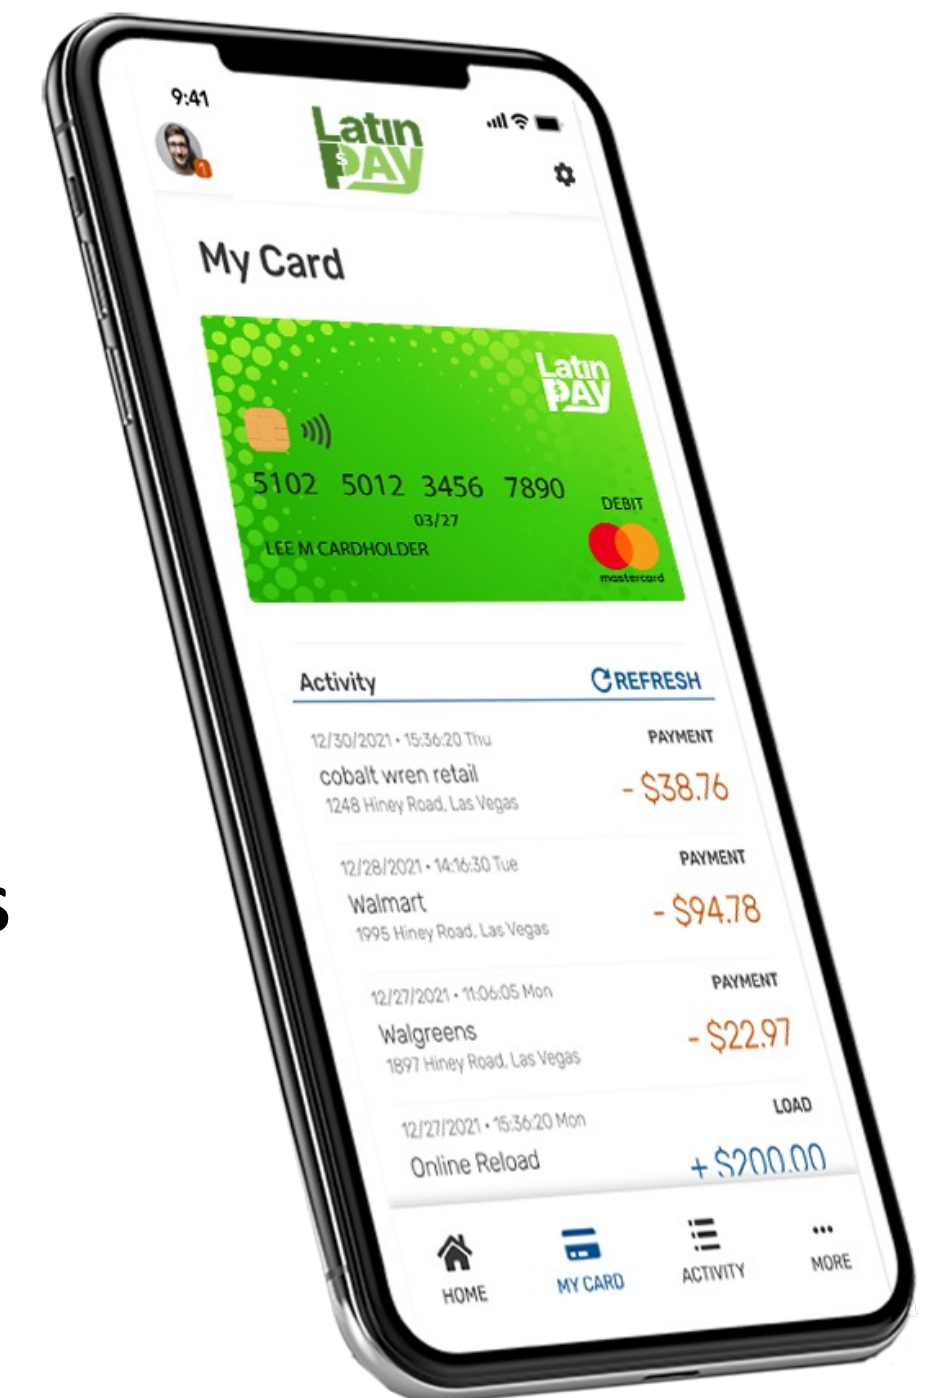 9:41
1
Latin
$
PAY
My Card
Latin
$
PAY
5102 5012 3456 7890
03/27
DEBIT
LEE M CARDHOLDER
mastercard
Activity
REFRESH
12/30/2021 • 15:36:20 Thu
PAYMENT
cobalt wren retail
- $38.76
1248 Hiney Road, Las Vegas
12/28/2021 • 14:16:30 Tue
PAYMENT
Walmart
- $94.78
1995 Hiney Road, Las Vegas
12/27/2021 • 11:06:05 Mon
PAYMENT
Walgreens
- $22.97
1897 Hiney Road, Las Vegas
12/27/2021 • 15:36:20 Mon
LOAD
Online Reload
+ $200.00
HOME
MY CARD
ACTIVITY
MORE
s